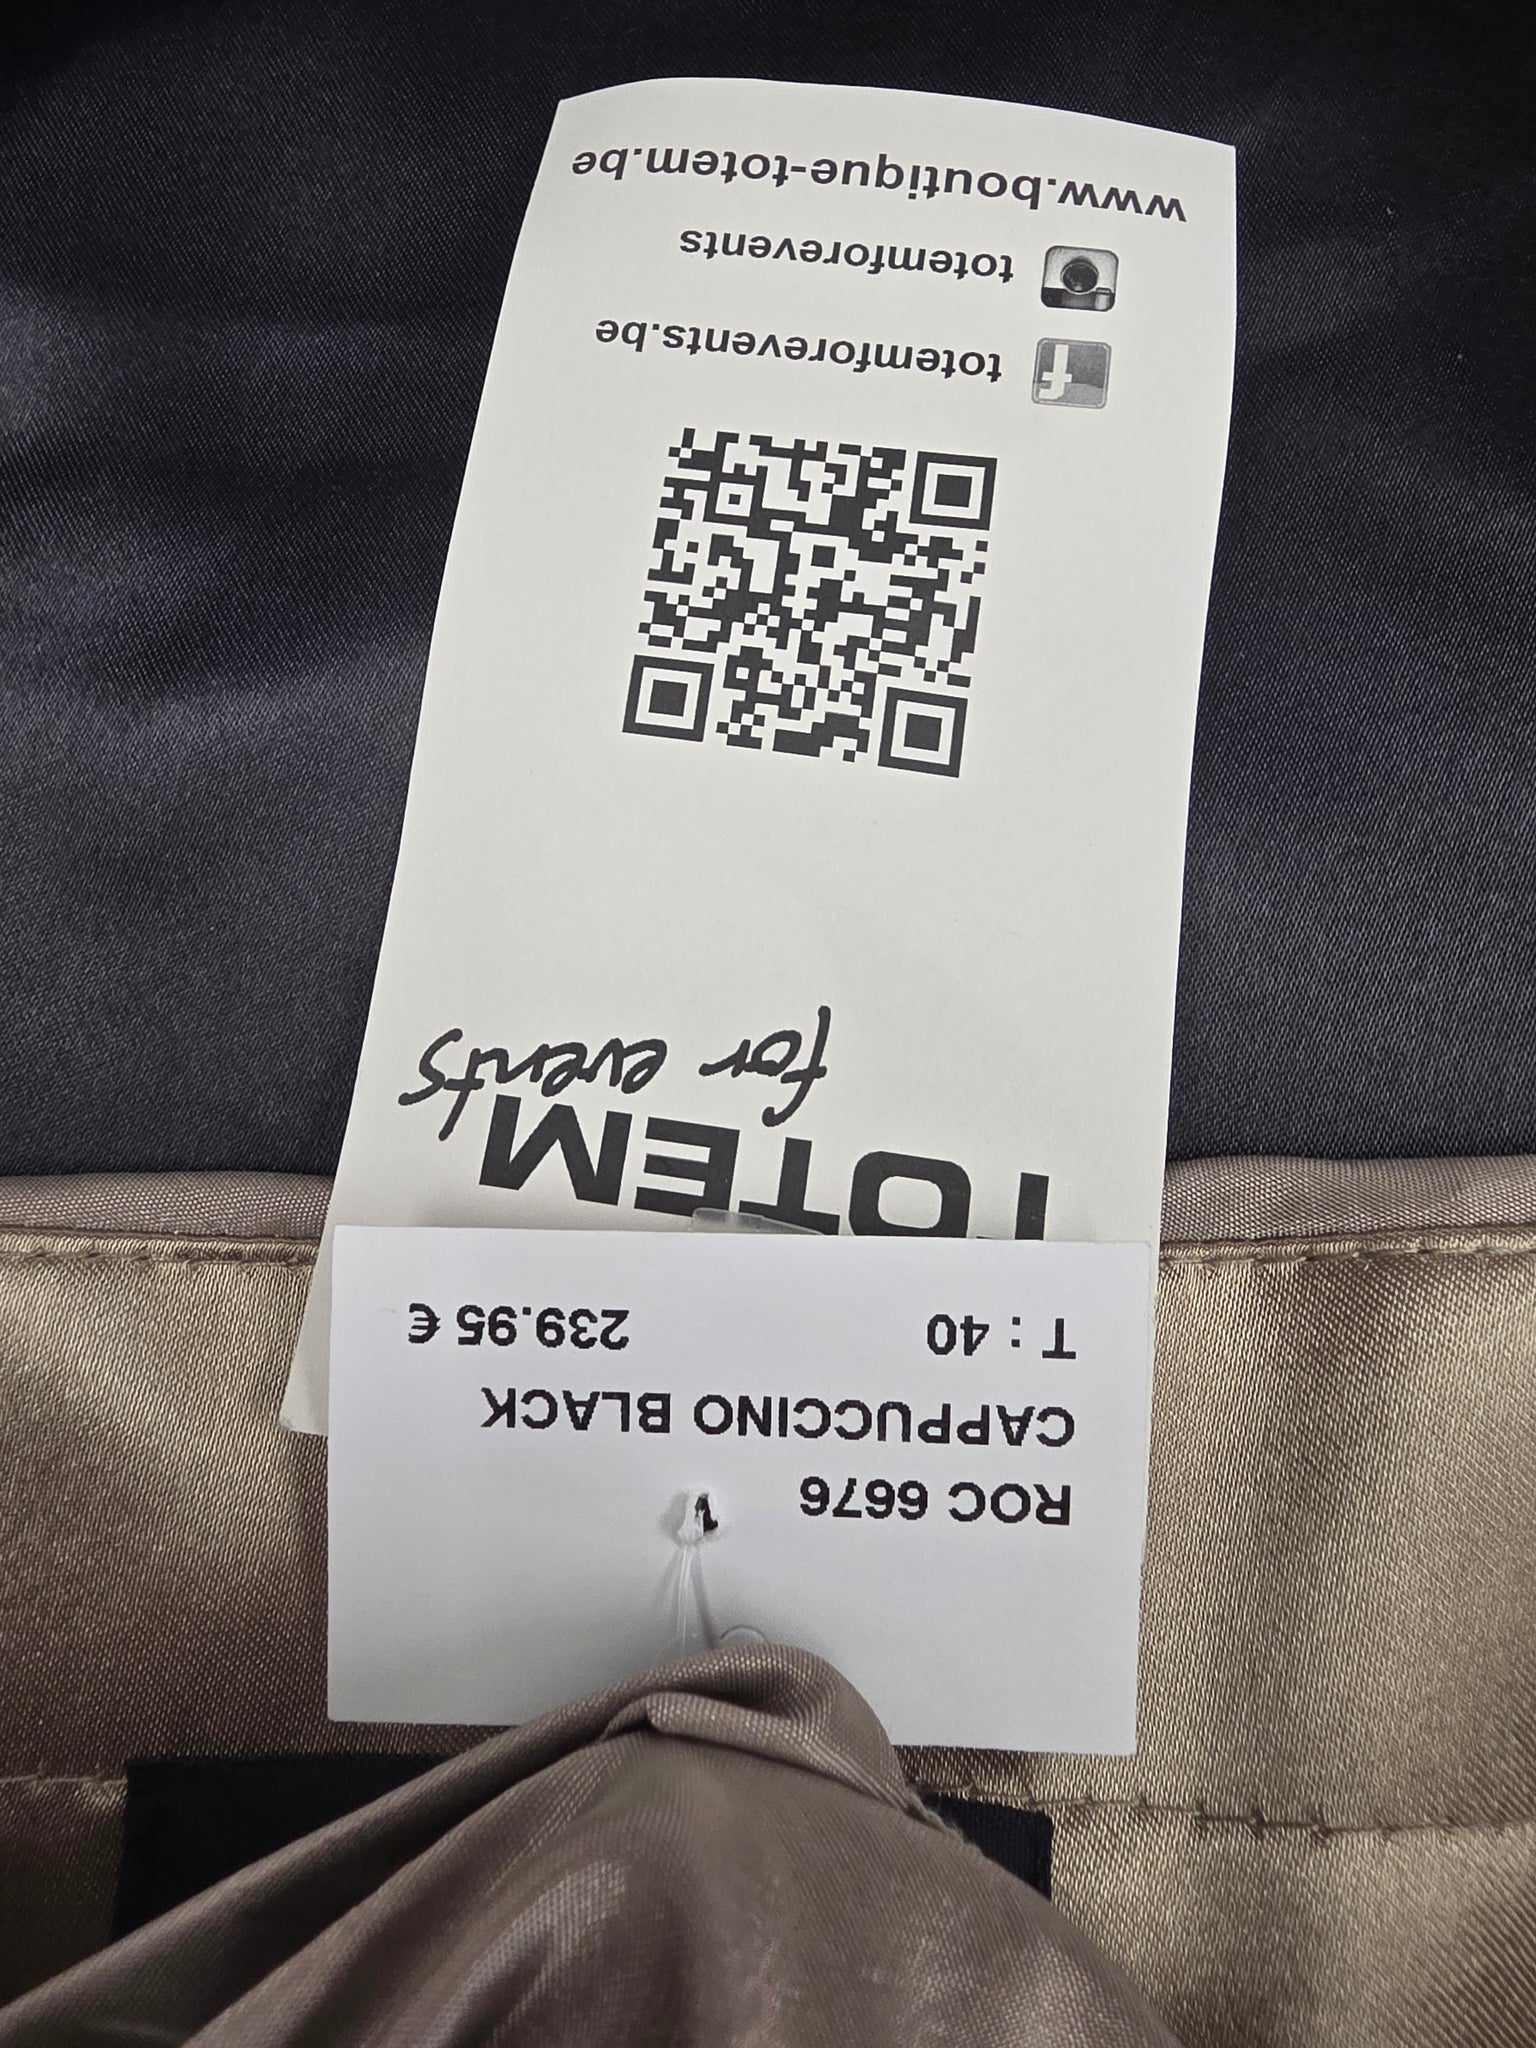 ROC 6676
CAPPUCCINO BLACK
T : 40 239.95 €
TOTEM
for events
totemforevents.be
totemforevents
www.boutique-totem.be